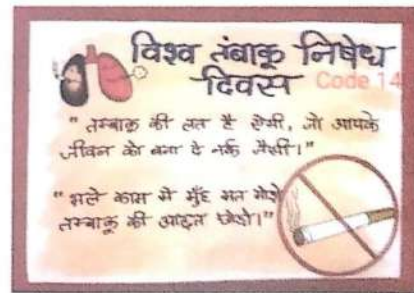 विश्व तंबाकू निषेध
दिवस
Code 14
" तम्बाकू की लत है ऐसी, जो आपके
जीवन को बना दे नर्क जैसी।"
"भले काम से मुँह मत मोड़ो
तम्बाकू की आदत छोड़ो।"